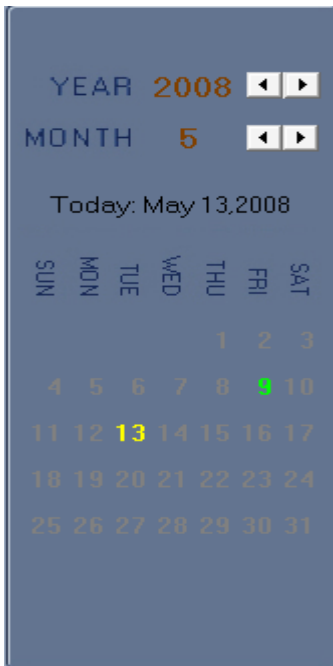 YEAR 2008
MONTH 5
Today: May 13,2008
SUN MON TUE WED THU FRI SAT
1 2 3
4 5 6 7 8 9 10
11 12 13 14 15 16 17
18 19 20 21 22 23 24
25 26 27 28 29 30 31